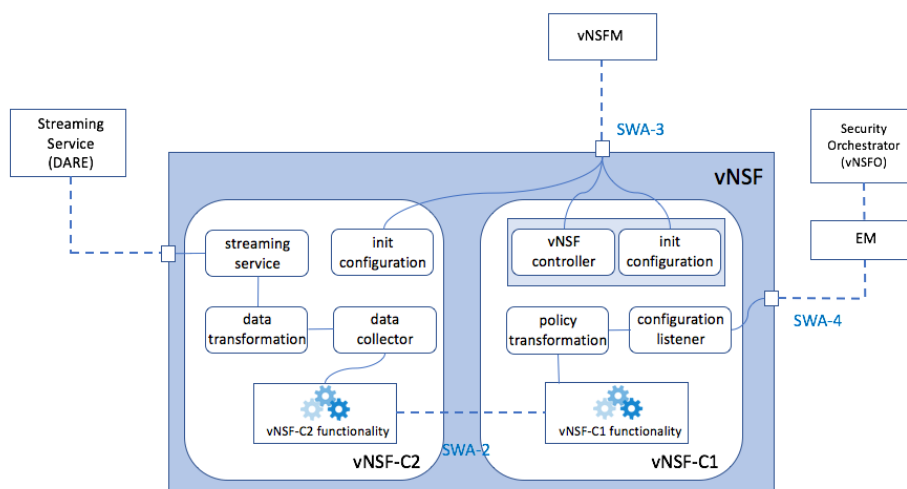 vNSFM
Streaming
Service
(DARE)
SWA-3
Security
Orchestrator
(vNSFO)
vNSF
streaming
service
init
configuration
vNSF
controller
init
configuration
EM
SWA-4
data
transformation
data
collector
policy
transformation
configuration
listener
vNSF-C2 functionality
vNSF-C1 functionality
SWA-2
vNSF-C2
vNSF-C1